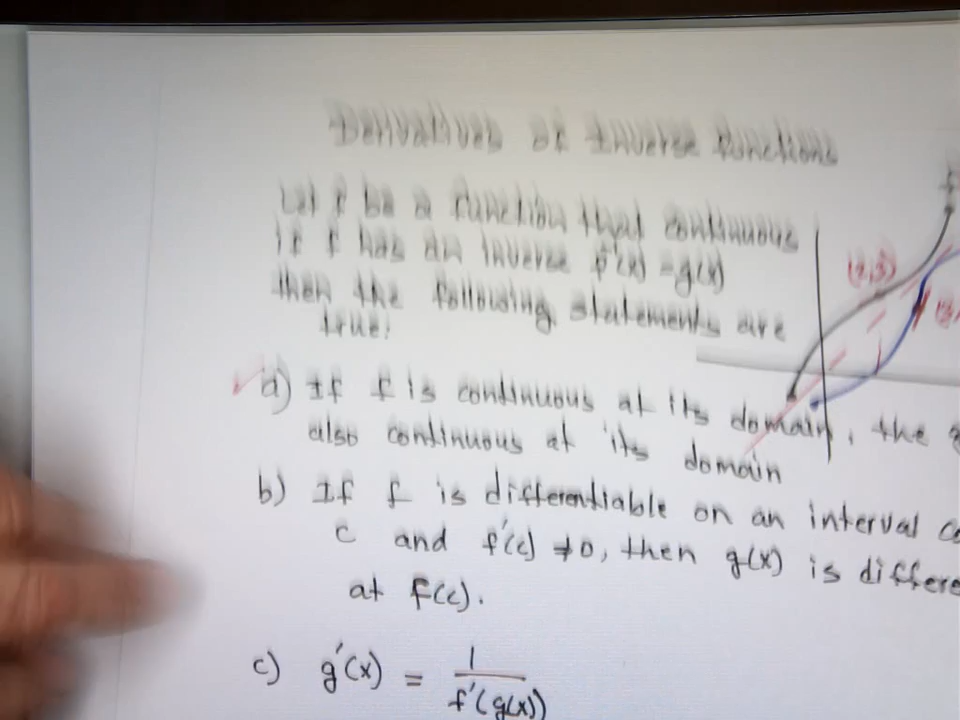 Derivatives of Inverse functions
Let f be a function that continuous
if f has an inverse f⁻¹(x) = g(x)
then the following statements are
true:
a) If f is continuous at its domain, the
also continuous at its domain
b) If f is differentiable on an interval
c and f'(c) ≠ 0, then g(x) is
at f(c).
c) g'(x) = 1 / f'(g(x))